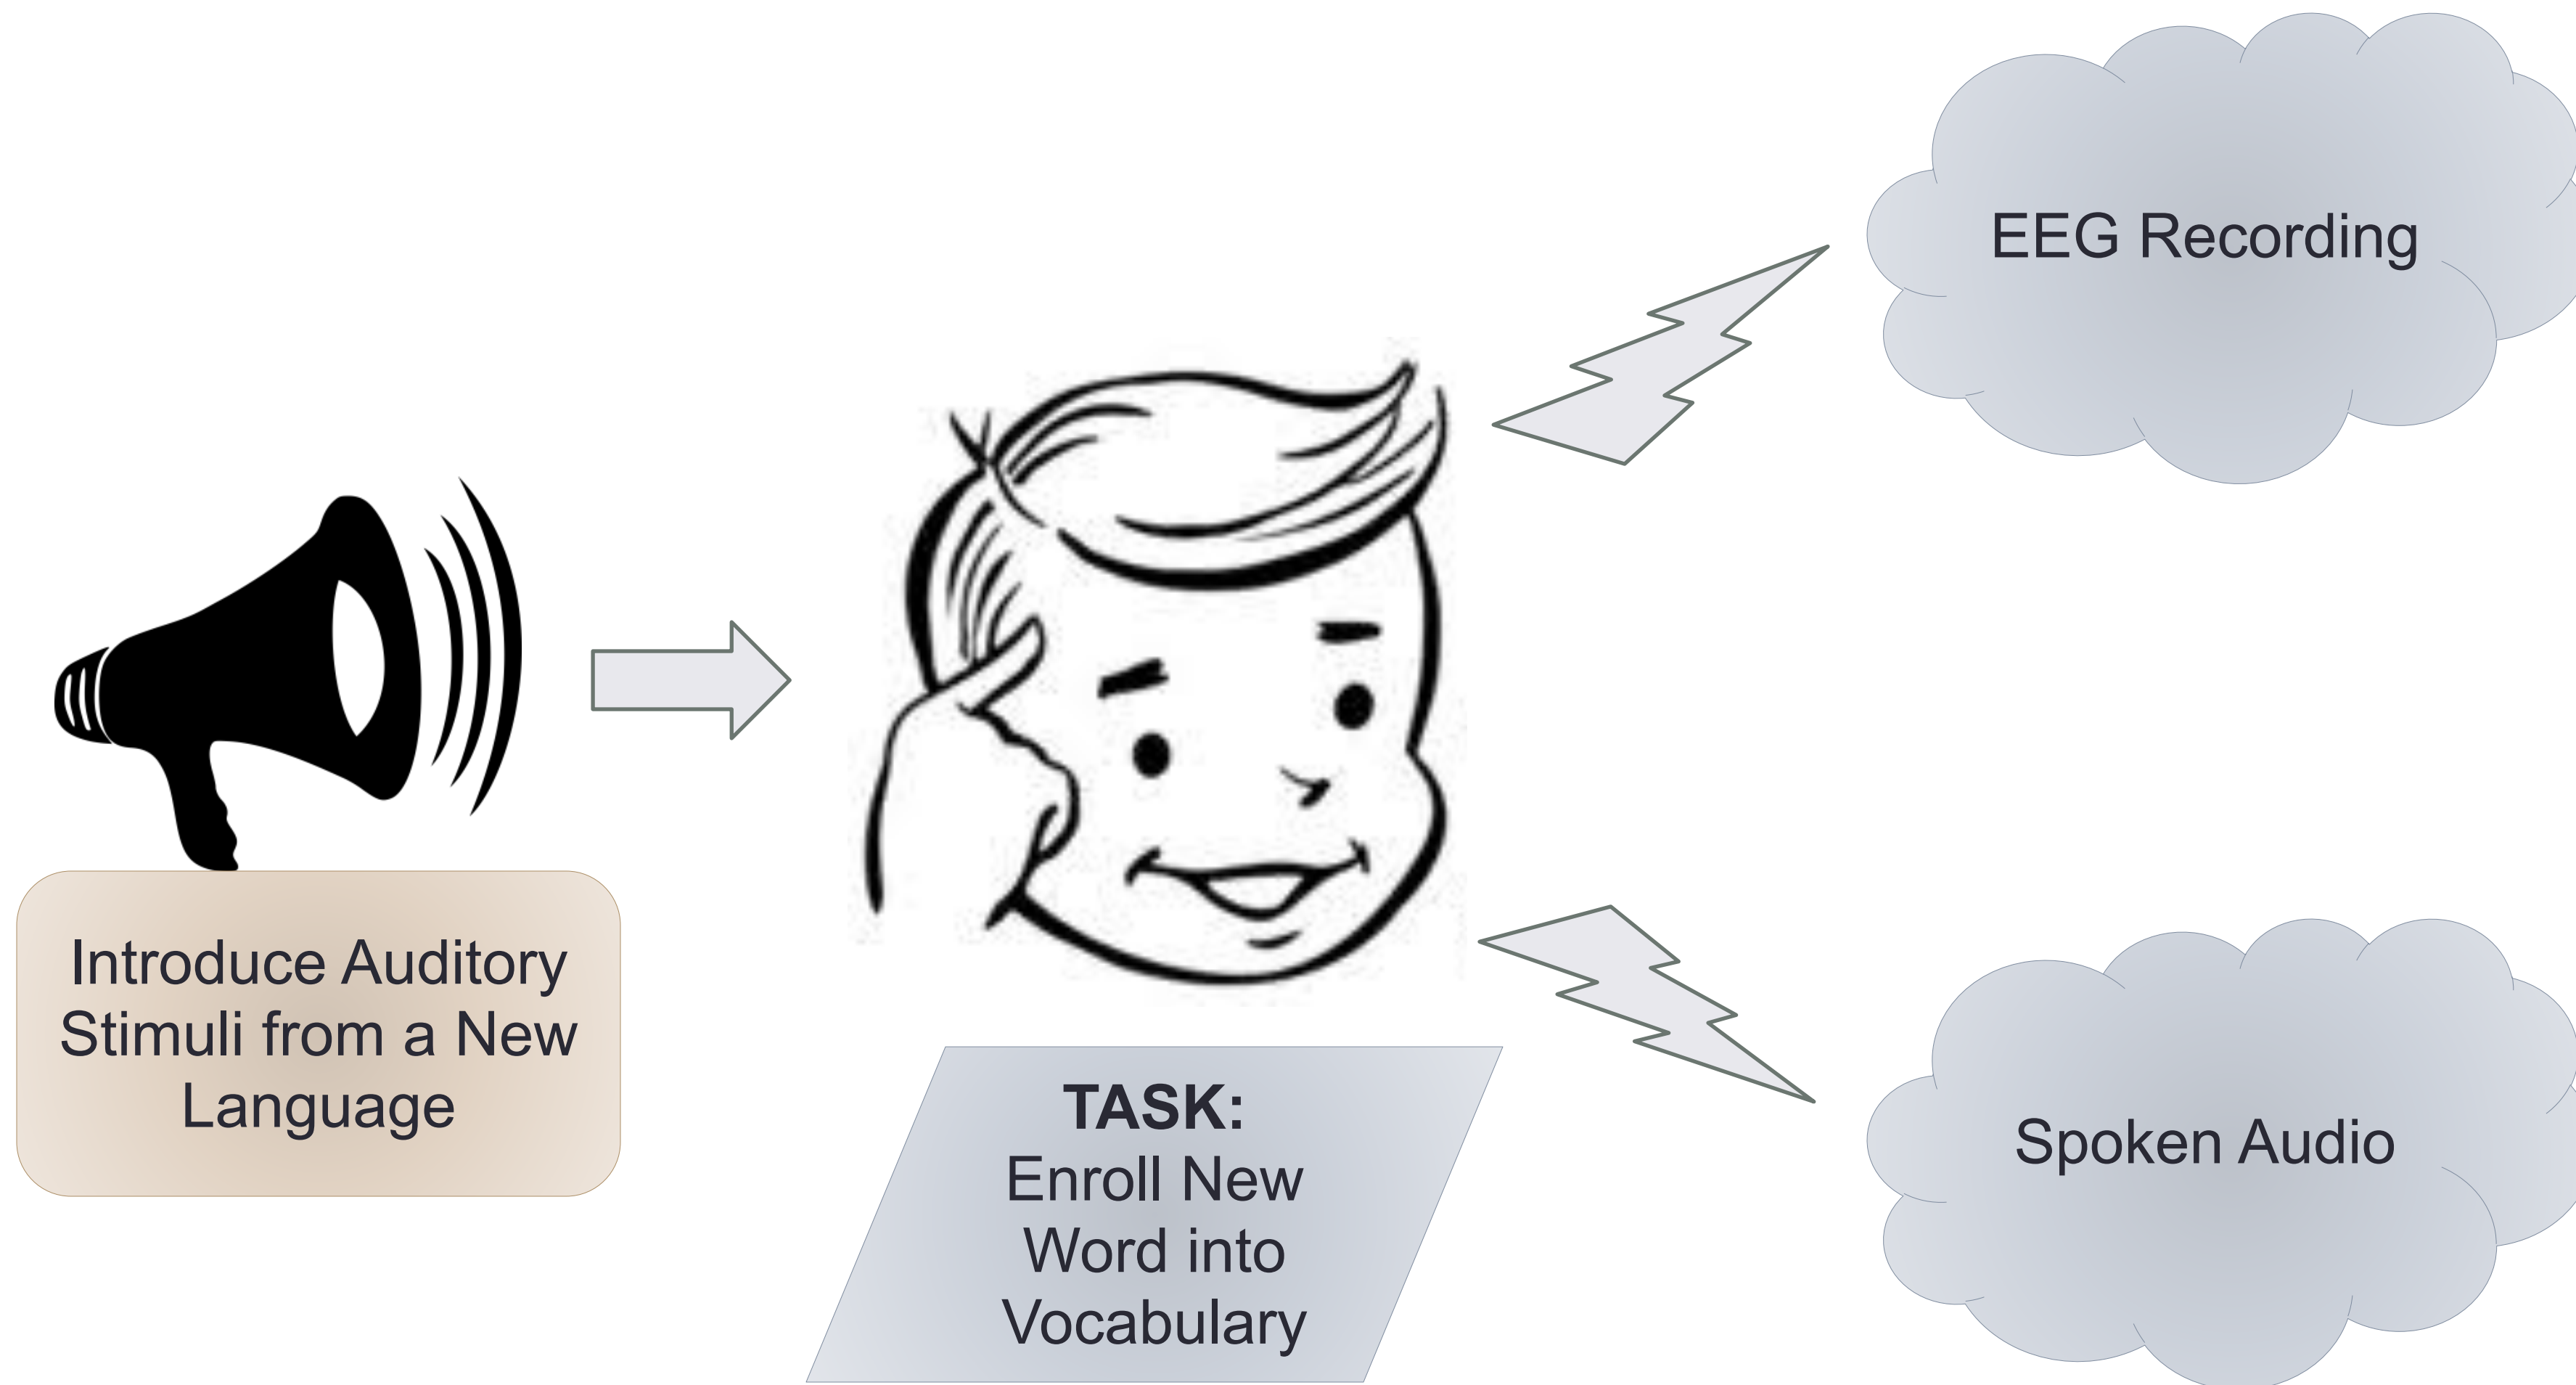 EEG Recording
Introduce Auditory
Stimuli from a New
Language
TASK:
Enroll New
Word into
Vocabulary
Spoken Audio